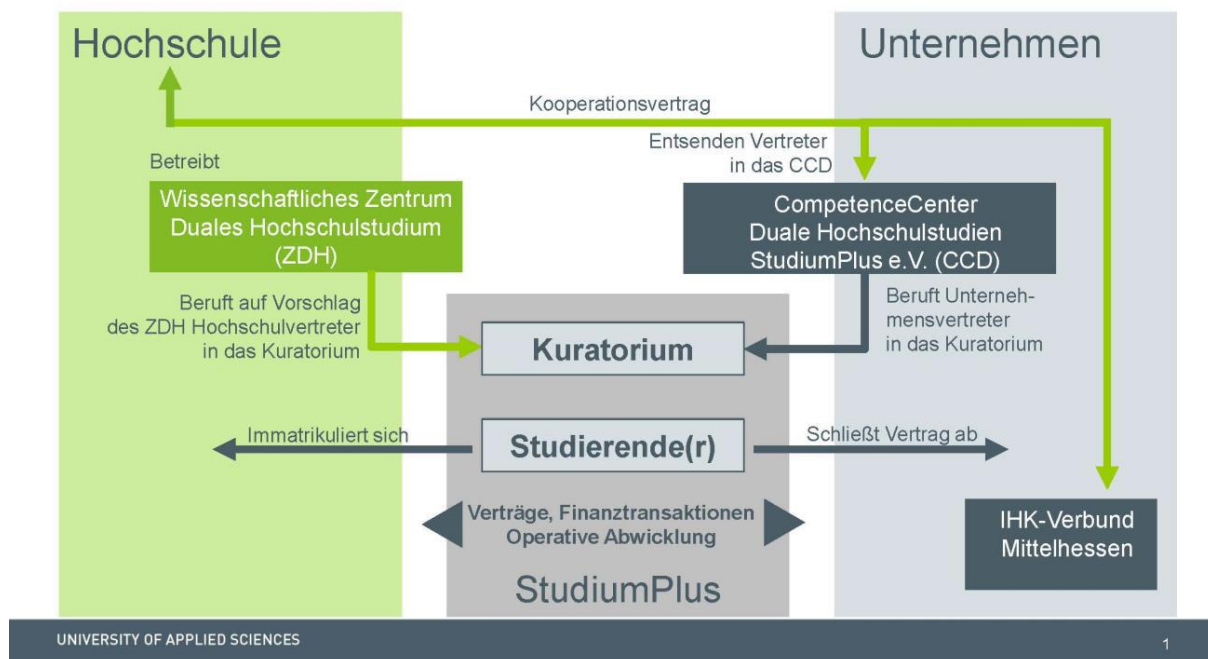 Hochschule
Unternehmen
Kooperationsvertrag
Entsenden Vertreter
in das CCD
Betreibt
Wissenschaftliches Zentrum
Duales Hochschulstudium
(ZDH)
CompetenceCenter
Duale Hochschulstudien
StudiumPlus e.V. (CCD)
Beruft auf Vorschlag
des ZDH Hochschulvertreter
in das Kuratorium
Beruft Unterneh-
mensvertreter
in das Kuratorium
Kuratorium
Immatrikuliert sich
Studierende(r)
Schließt Vertrag ab
Verträge, Finanztransaktionen
Operative Abwicklung
IHK-Verbund
Mittelhessen
StudiumPlus
UNIVERSITY OF APPLIED SCIENCES
1